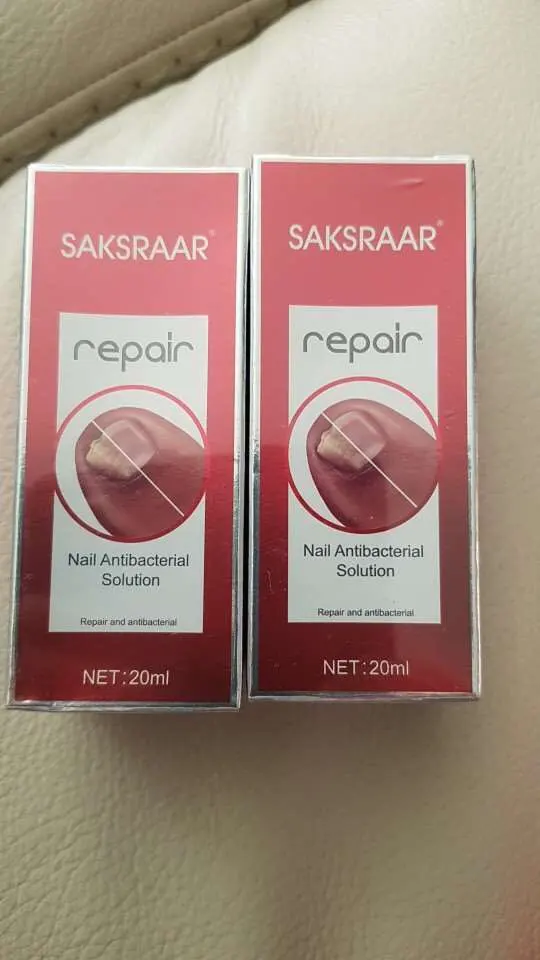 SAKSRAAR®
repair
Nail Antibacterial
Solution
Repair and antibacterial
NET:20ml
SAKSRAAR®
repair
Nail Antibacterial
Solution
Repair and antibacterial
NET:20ml